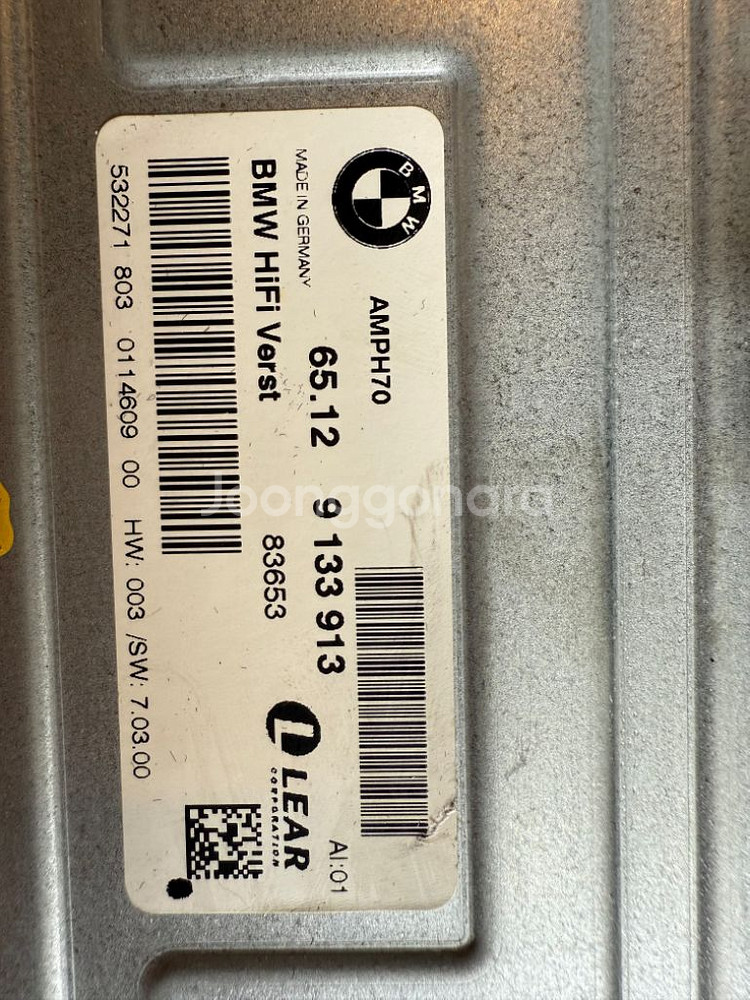 BMW
AMPH70
AI:01
65.12 9 133 913
MADE IN GERMANY
BMW HiFi Verst 83653
LEAR
CORPORATION
532271 803 0114609 00 HW: 003 /SW: 7.03.00
Joonggonara